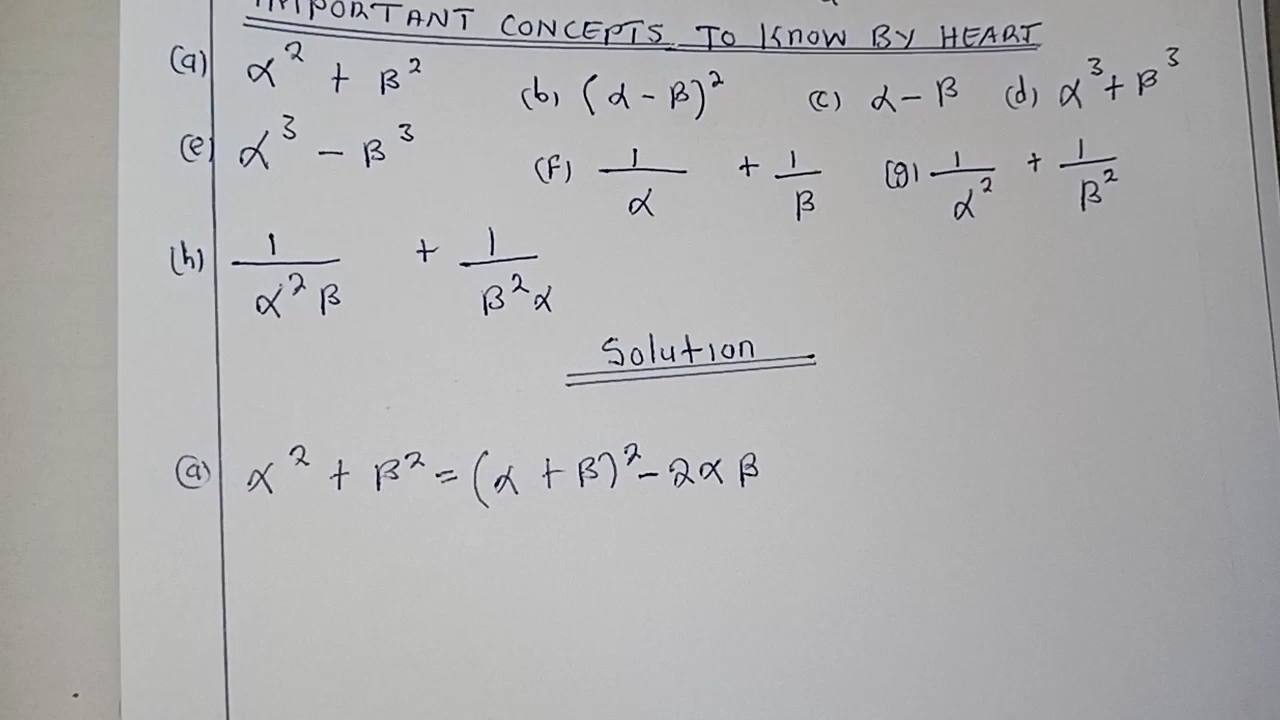 IMPORTANT CONCEPTS TO KNOW BY HEART
(a) α² + β² (b) (α - β)² (c) α - β (d) α³ + β³
(e) α³ - β³ (F) 1/α + 1/β (g) 1/α² + 1/β²
(h) 1/α²β + 1/β²α
Solution
(a) α² + β² = (α + β)² - 2αβ